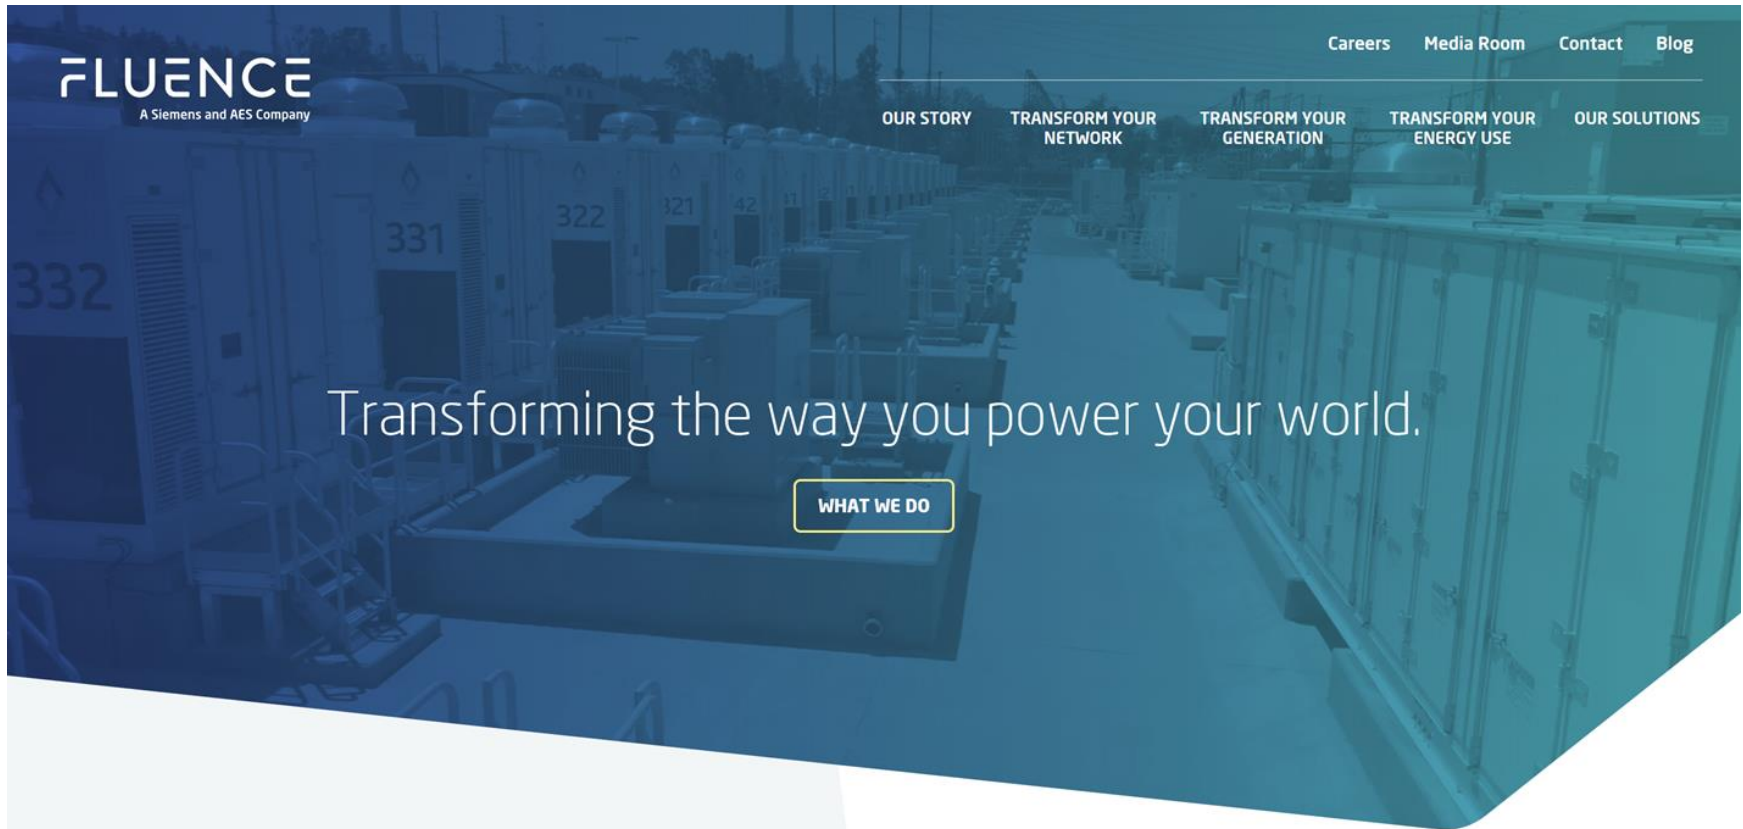 Careers Media Room Contact Blog
FLUENCE
A Siemens and AES Company
OUR STORY TRANSFORM YOUR NETWORK TRANSFORM YOUR GENERATION TRANSFORM YOUR ENERGY USE OUR SOLUTIONS
332
331
322
321
42
Transforming the way you power your world.
WHAT WE DO